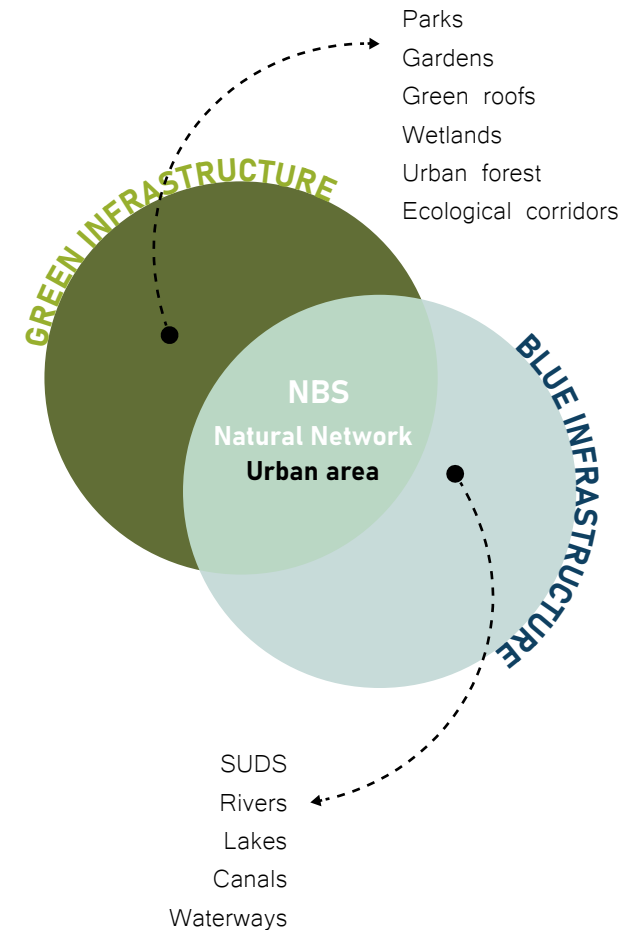 Parks
Gardens
Green roofs
Wetlands
Urban forest
Ecological corridors
GREEN INFRASTRUCTURE
BLUE INFRASTRUCTURE
NBS
Natural Network
Urban area
SUDS
Rivers
Lakes
Canals
Waterways